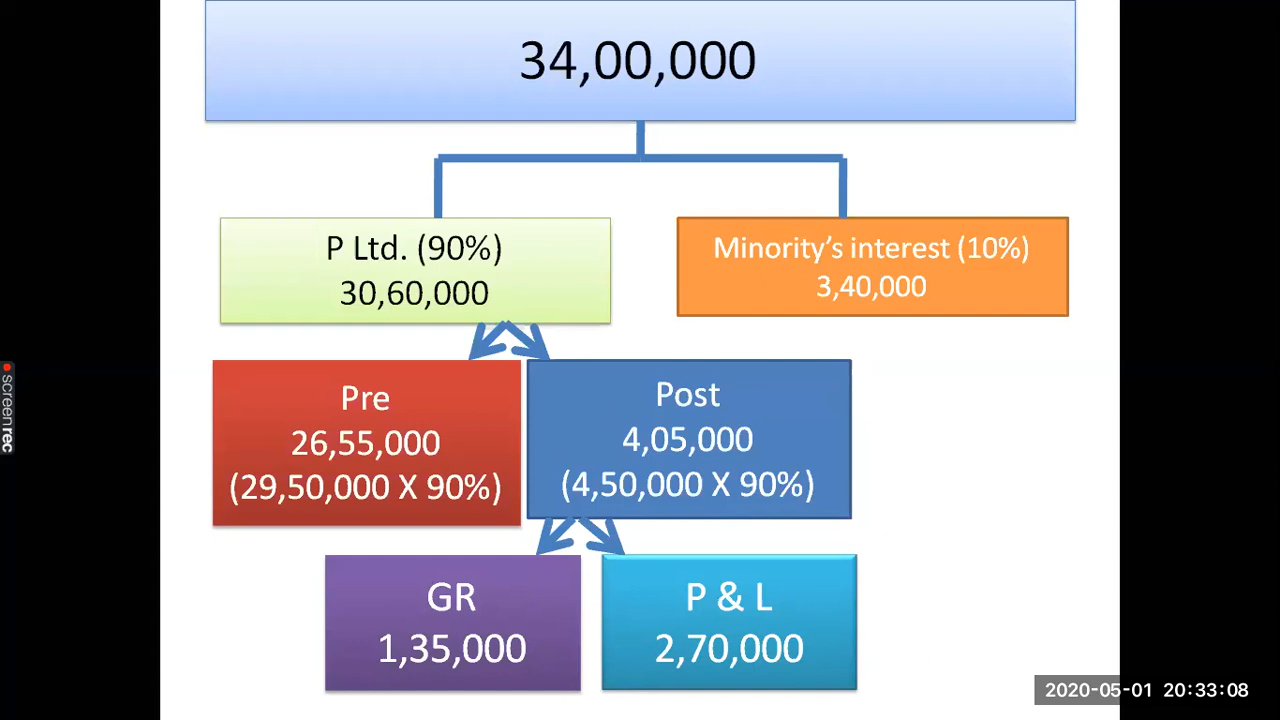 34,00,000
P Ltd. (90%)
30,60,000
Minority’s interest (10%)
3,40,000
Pre
26,55,000
(29,50,000 X 90%)
Post
4,05,000
(4,50,000 X 90%)
GR
1,35,000
P & L
2,70,000
screenrec
2020-05-01 20:33:08